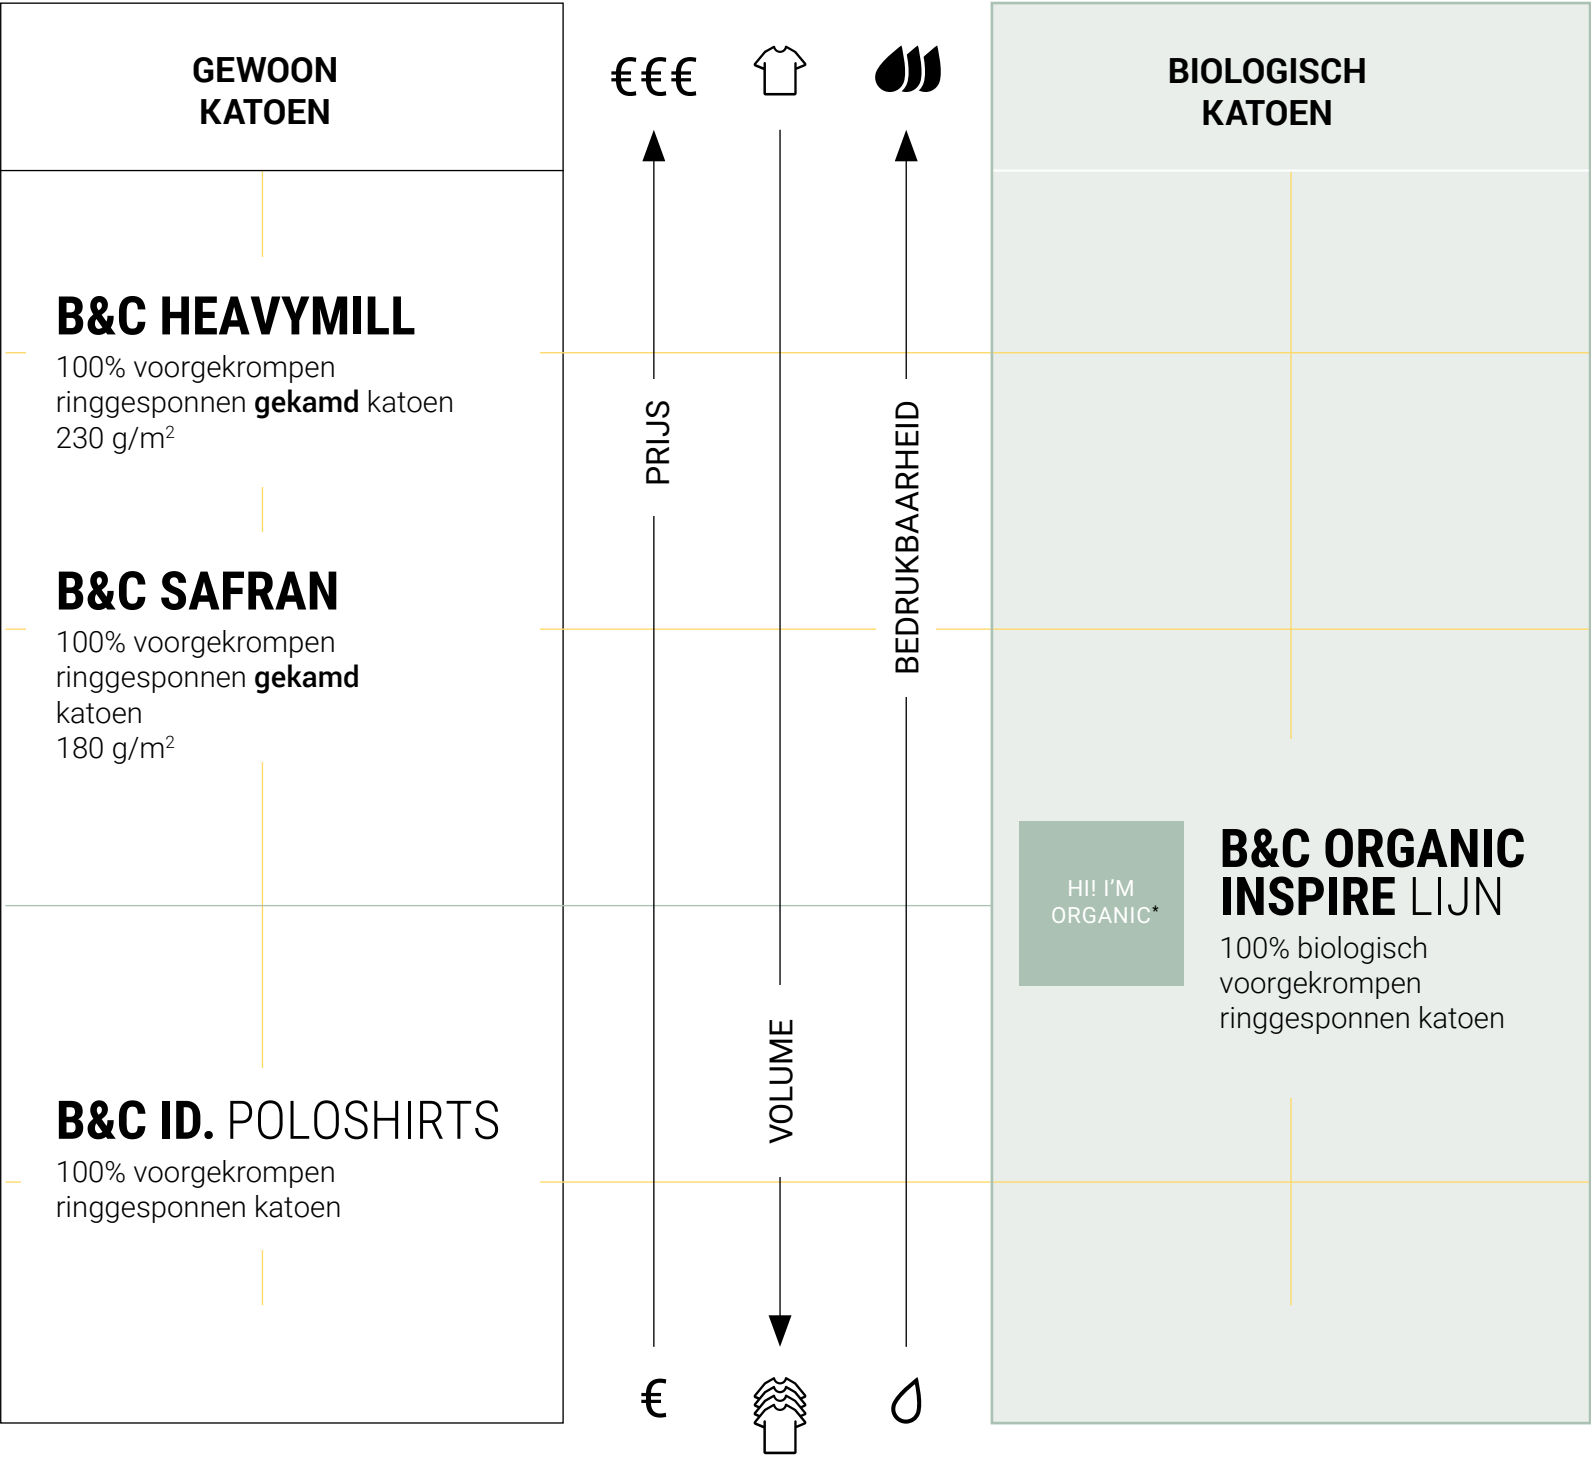 GEWOON
KATOEN
€€€
BIOLOGISCH
KATOEN
B&C HEAVYMILL
100% voorgekrompen
ringgesponnen gekamd katoen
230 g/m²
PRIJS
BEDRUKBAARHEID
B&C SAFRAN
100% voorgekrompen
ringgesponnen gekamd
katoen
180 g/m²
HI! I'M
ORGANIC*
B&C ORGANIC
INSPIRE LIJN
100% biologisch
voorgekrompen
ringgesponnen katoen
VOLUME
B&C ID. POLOSHIRTS
100% voorgekrompen
ringgesponnen katoen
€